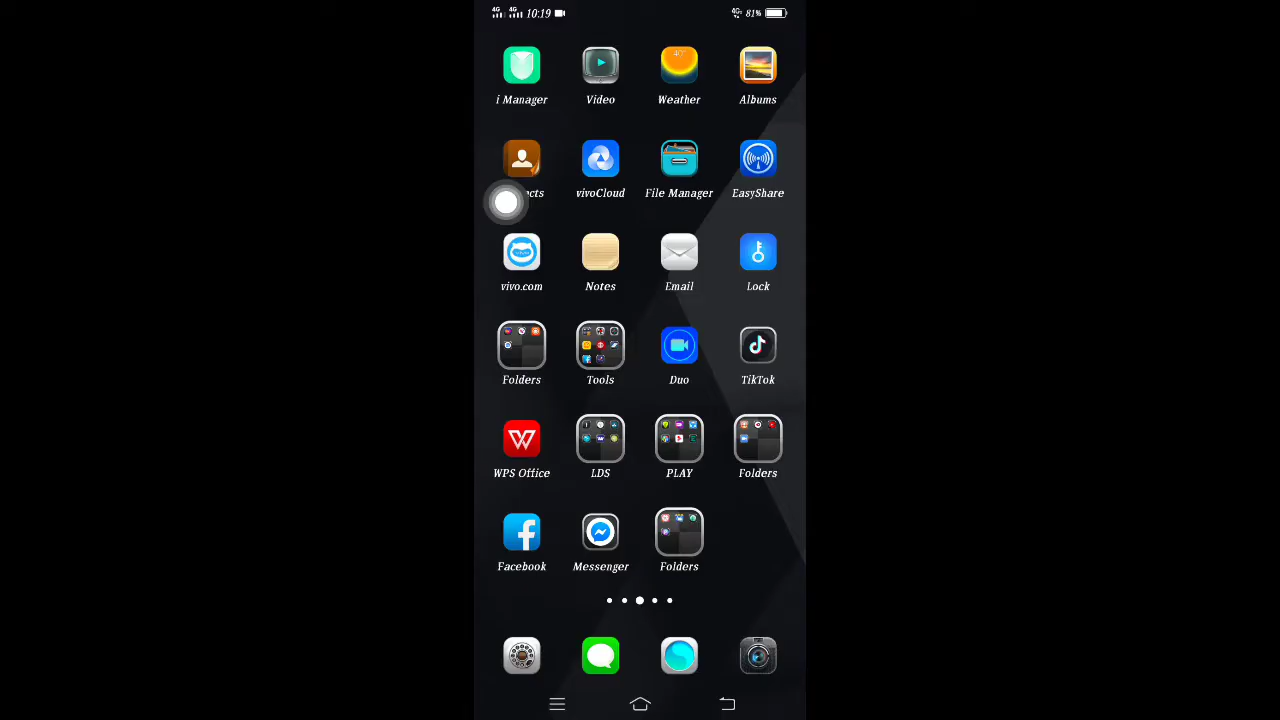 4G 4G 10:19 4G 81%
i Manager Video Weather Albums
vivoCloud File Manager EasyShare
vivo.com Notes Email Lock
Folders Tools Duo TikTok
WPS Office LDS PLAY Folders
Facebook Messenger Folders